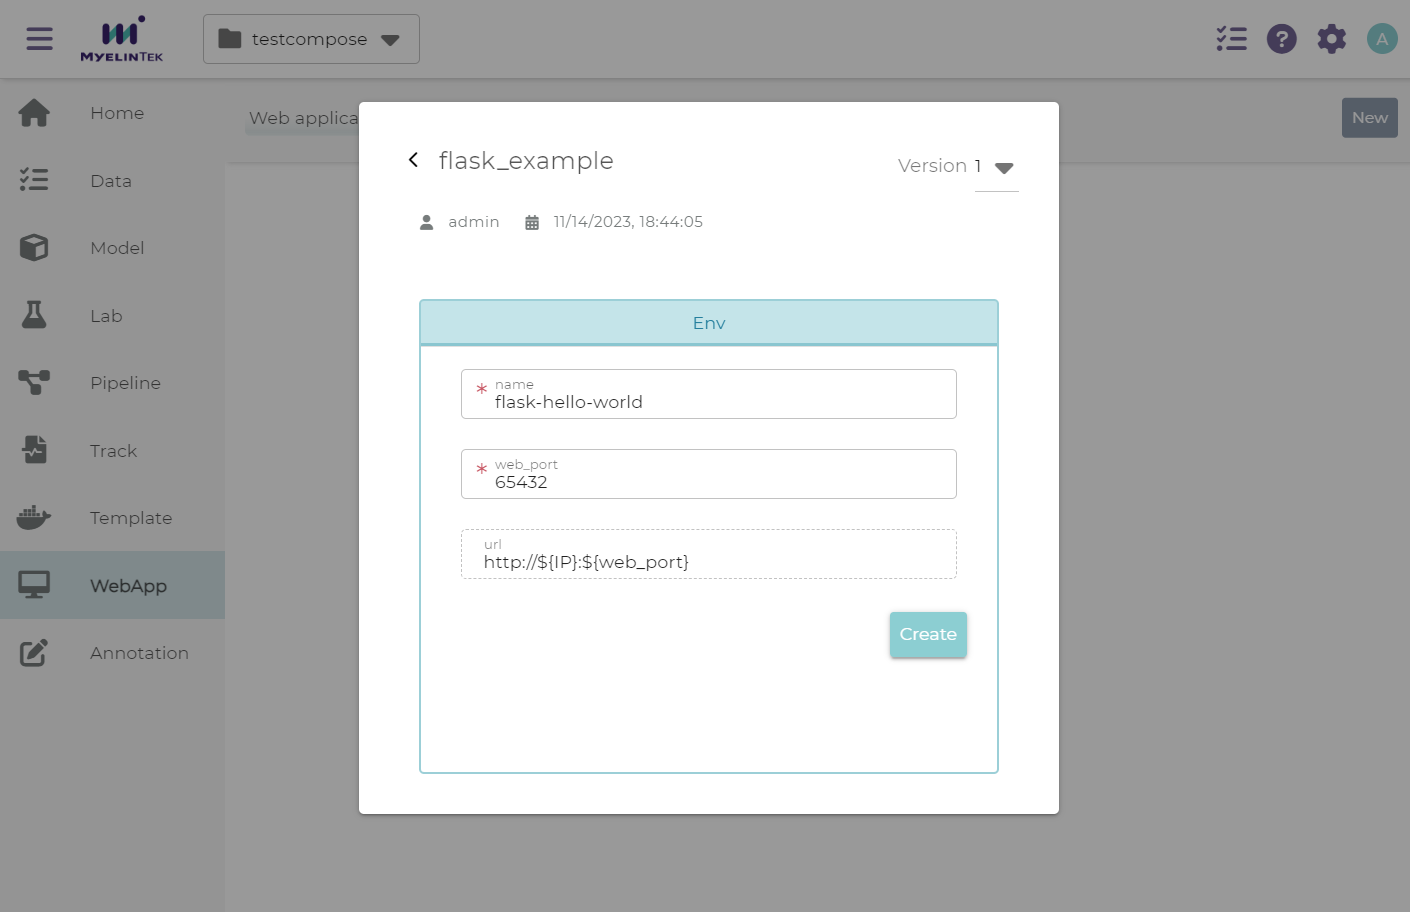 MYELINTEK
testcompose
?
A
Home
Data
Model
Lab
Pipeline
Track
Template
WebApp
Annotation
Web applica
New
flask_example
Version 1
admin 11/14/2023, 18:44:05
Env
* name
flask-hello-world
* web_port
65432
url
http://${IP}:${web_port}
Create